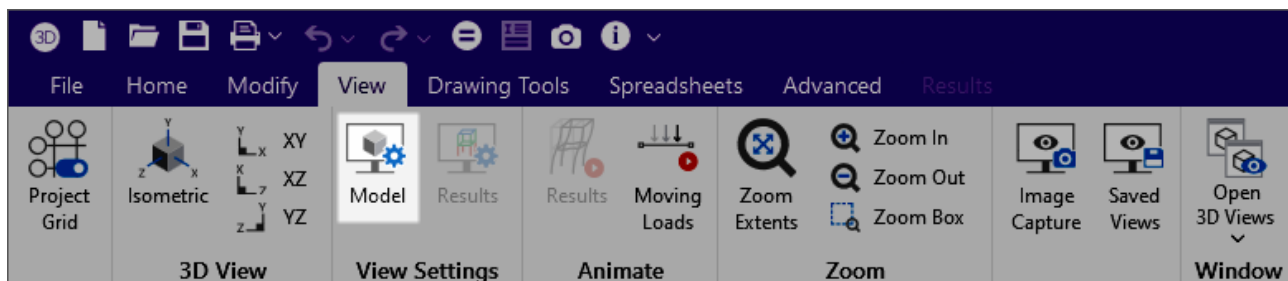 3D
File Home Modify View Drawing Tools Spreadsheets Advanced Results
Project Grid
Isometric
Y Z X
Y X XY
X Z XZ
Y Z YZ
3D View
Model
Results
View Settings
Results
Moving Loads
Animate
Zoom Extents
Zoom In
Zoom Out
Zoom Box
Zoom
Image Capture
Saved Views
Open 3D Views
Window